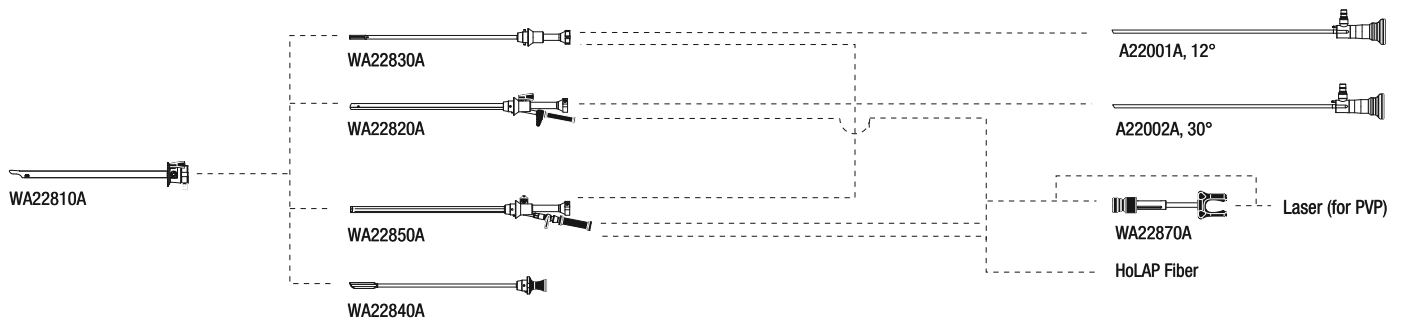 WA22810A
WA22830A
WA22820A
WA22850A
WA22840A
A22001A, 12°
A22002A, 30°
WA22870A
Laser (for PVP)
HoLAP Fiber